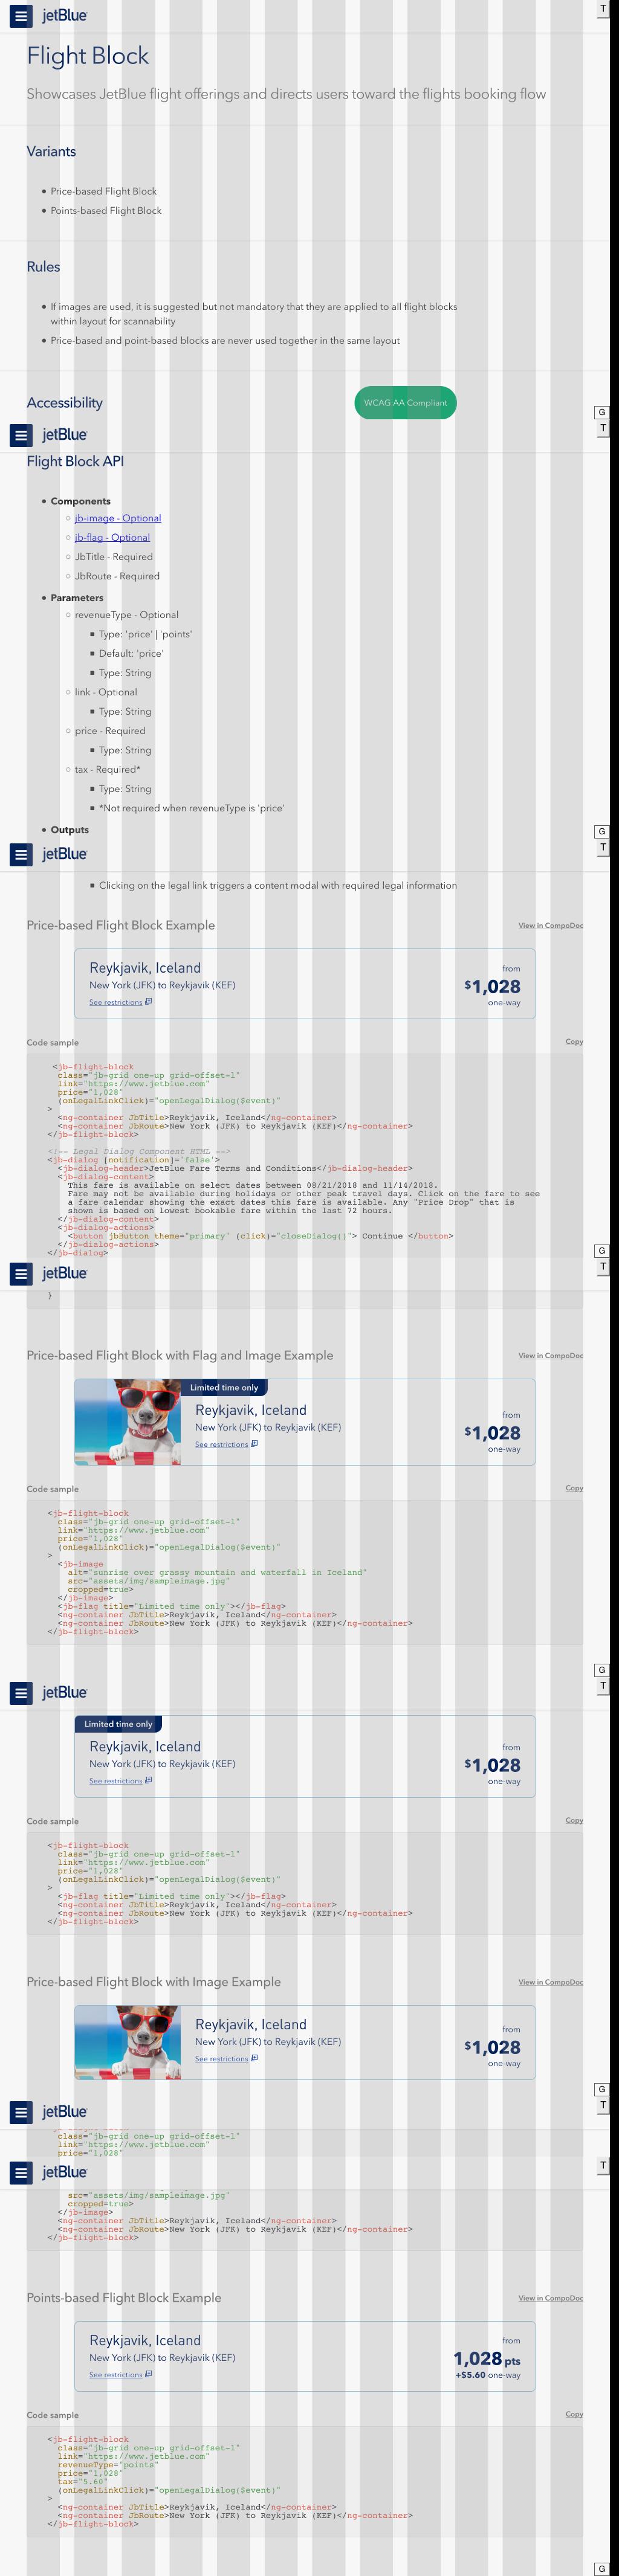 jetBlue
T
Flight Block
Showcases JetBlue flight offerings and directs users toward the flights booking flow
Variants
Price-based Flight Block
Points-based Flight Block
Rules
If images are used, it is suggested but not mandatory that they are applied to all flight blocks
within layout for scannability
Price-based and point-based blocks are never used together in the same layout
Accessibility
WCAG AA Compliant
G
jetBlue
T
Flight Block API
Components
jb-image - Optional
jb-flag - Optional
JbTitle - Required
JbRoute - Required
Parameters
revenueType - Optional
Type: 'price' | 'points'
Default: 'price'
Type: String
link - Optional
Type: String
price - Required
Type: String
tax - Required*
Type: String
*Not required when revenueType is 'price'
Outputs
G
jetBlue
T
Clicking on the legal link triggers a content modal with required legal information
Price-based Flight Block Example
View in CompoDoc
Reykjavik, Iceland
New York (JFK) to Reykjavik (KEF)
See restrictions
from
$1,028
one-way
Code sample
Copy
<jb-flight-block
class="jb-grid one-up grid-offset-l"
link="https://www.jetblue.com"
price="1,028"
(onLegalLinkClick)="openLegalDialog($event)"
>
<ng-container JbTitle>Reykjavik, Iceland</ng-container>
<ng-container JbRoute>New York (JFK) to Reykjavik (KEF)</ng-container>
</jb-flight-block>
<!-- Legal Dialog Component HTML -->
<jb-dialog [notification]='false'>
<jb-dialog-header>JetBlue Fare Terms and Conditions</jb-dialog-header>
<jb-dialog-content>
This fare is available on select dates between 08/21/2018 and 11/14/2018.
Fare may not be available during holidays or other peak travel days. Click on the fare to see
a fare calendar showing the exact dates this fare is available. Any "Price Drop" that is
shown is based on lowest bookable fare within the last 72 hours.
</jb-dialog-content>
<jb-dialog-actions>
<button jbButton theme="primary" (click)="closeDialog()"> Continue </button>
</jb-dialog-actions>
</jb-dialog>
G
jetBlue
T
}
Price-based Flight Block with Flag and Image Example
View in CompoDoc
Limited time only
Reykjavik, Iceland
New York (JFK) to Reykjavik (KEF)
See restrictions
from
$1,028
one-way
Code sample
Copy
<jb-flight-block
class="jb-grid one-up grid-offset-l"
link="https://www.jetblue.com"
price="1,028"
(onLegalLinkClick)="openLegalDialog($event)"
>
<jb-image
alt="sunrise over grassy mountain and waterfall in Iceland"
src="assets/img/sampleimage.jpg"
cropped=true>
</jb-image>
<jb-flag title="Limited time only"></jb-flag>
<ng-container JbTitle>Reykjavik, Iceland</ng-container>
<ng-container JbRoute>New York (JFK) to Reykjavik (KEF)</ng-container>
</jb-flight-block>
G
jetBlue
T
Limited time only
Reykjavik, Iceland
New York (JFK) to Reykjavik (KEF)
See restrictions
from
$1,028
one-way
Code sample
Copy
<jb-flight-block
class="jb-grid one-up grid-offset-l"
link="https://www.jetblue.com"
price="1,028"
(onLegalLinkClick)="openLegalDialog($event)"
>
<jb-flag title="Limited time only"></jb-flag>
<ng-container JbTitle>Reykjavik, Iceland</ng-container>
<ng-container JbRoute>New York (JFK) to Reykjavik (KEF)</ng-container>
</jb-flight-block>
Price-based Flight Block with Image Example
View in CompoDoc
Reykjavik, Iceland
New York (JFK) to Reykjavik (KEF)
See restrictions
from
$1,028
one-way
G
jetBlue
T
class="jb-grid one-up grid-offset-l"
link="https://www.jetblue.com"
price="1,028"
jetBlue
T
src="assets/img/sampleimage.jpg"
cropped=true>
</jb-image>
<ng-container JbTitle>Reykjavik, Iceland</ng-container>
<ng-container JbRoute>New York (JFK) to Reykjavik (KEF)</ng-container>
</jb-flight-block>
Points-based Flight Block Example
View in CompoDoc
Reykjavik, Iceland
New York (JFK) to Reykjavik (KEF)
See restrictions
from
1,028 pts
+$5.60 one-way
Code sample
Copy
<jb-flight-block
class="jb-grid one-up grid-offset-l"
link="https://www.jetblue.com"
revenueType="points"
price="1,028"
tax="5.60"
(onLegalLinkClick)="openLegalDialog($event)"
>
<ng-container JbTitle>Reykjavik, Iceland</ng-container>
<ng-container JbRoute>New York (JFK) to Reykjavik (KEF)</ng-container>
</jb-flight-block>
G